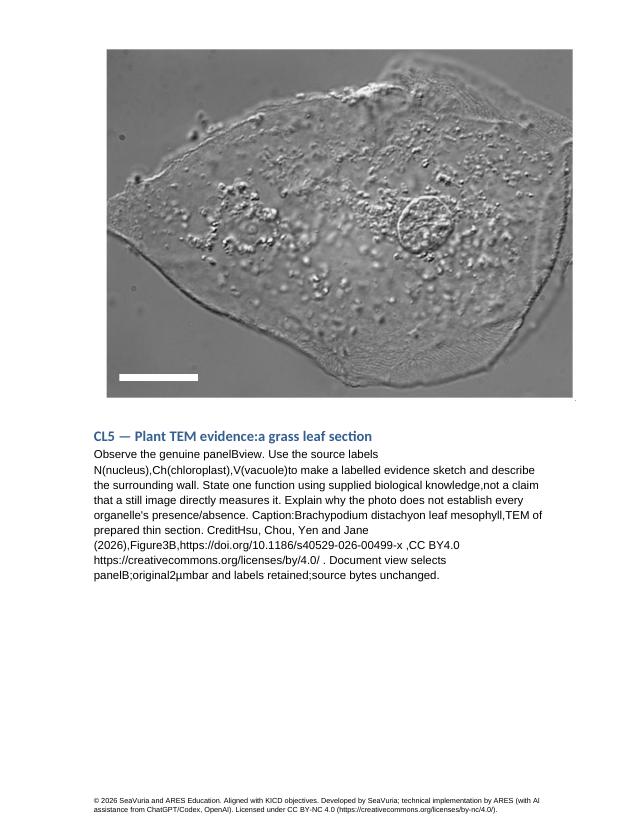 CL5 — Plant TEM evidence:a grass leaf section
Observe the genuine panelBview. Use the source labels
N(nucleus),Ch(chloroplast),V(vacuole)to make a labelled evidence sketch and describe
the surrounding wall. State one function using supplied biological knowledge,not a claim
that a still image directly measures it. Explain why the photo does not establish every
organelle's presence/absence. Caption:Brachypodium distachyon leaf mesophyll,TEM of
prepared thin section. CreditHsu, Chou, Yen and Jane
(2026),Figure3B,https://doi.org/10.1186/s40529-026-00499-x ,CC BY4.0
https://creativecommons.org/licenses/by/4.0/ . Document view selects
panelB;original2µmbar and labels retained;source bytes unchanged.
© 2026 SeaVuria and ARES Education. Aligned with KICD objectives. Developed by SeaVuria; technical implementation by ARES (with AI
assistance from ChatGPT/Codex, OpenAI). Licensed under CC BY-NC 4.0 (https://creativecommons.org/licenses/by-nc/4.0/).